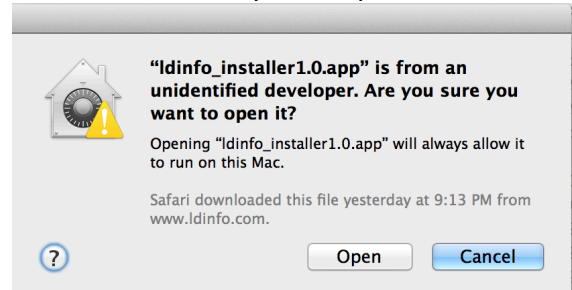 “ldinfo_installer1.0.app” is from an
unidentified developer. Are you sure you
want to open it?
Opening “ldinfo_installer1.0.app” will always allow it
to run on this Mac.
Safari downloaded this file yesterday at 9:13 PM from
www.ldinfo.com.
?
Open
Cancel